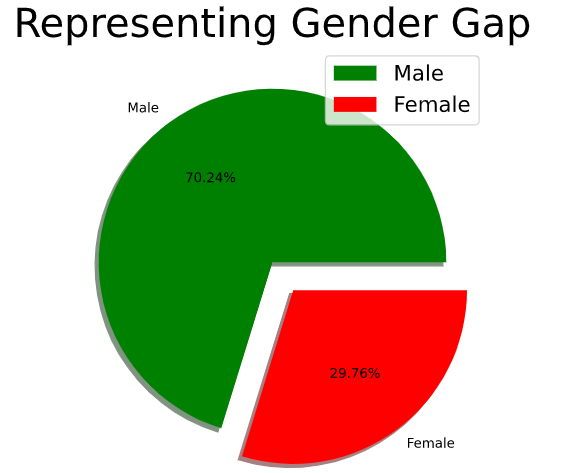 Representing Gender Gap
Male
Female
Male
70.24%
29.76%
Female